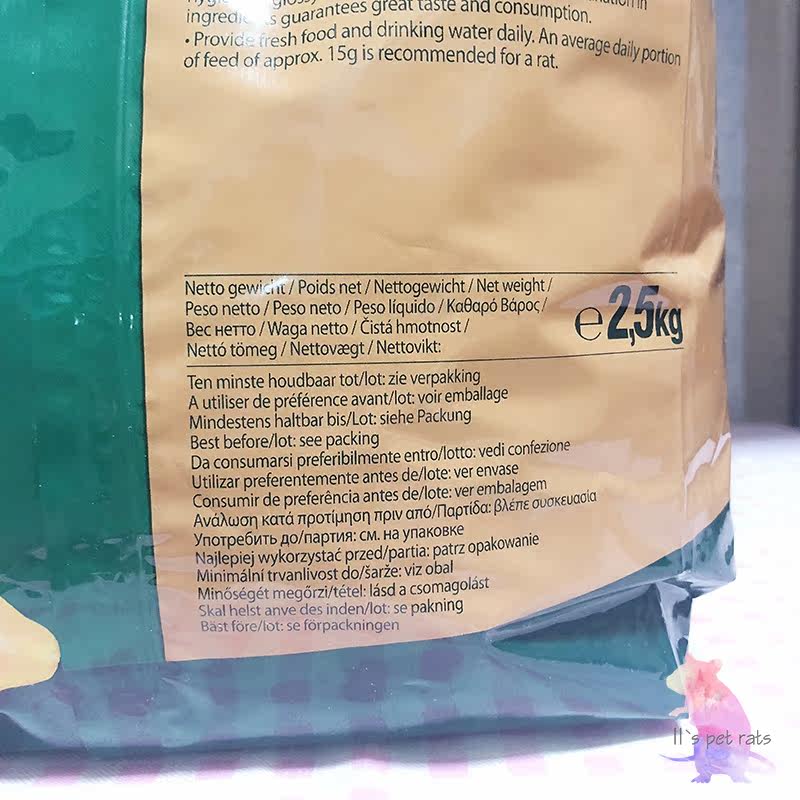 ingredients guarantees great taste and consumption.
• Provide fresh food and drinking water daily. An average daily portion
of feed of approx. 15g is recommended for a rat.
Netto gewicht / Poids net / Nettogewicht / Net weight /
Peso netto / Peso neto / Peso líquido / Καθαρό Βάρος /
Вес нетто / Waga netto / Čistá hmotnost /
Nettó tömeg / Nettovægt / Nettovikt:
℮ 2,5kg
Ten minste houdbaar tot/lot: zie verpakking
A utiliser de préférence avant/lot: voir emballage
Mindestens haltbar bis/Lot: siehe Packung
Best before/lot: see packing
Da consumarsi preferibilmente entro/lotto: vedi confezione
Utilizar preferentemente antes de/lote: ver envase
Consumir de preferência antes de/lote: ver embalagem
Ανάλωση κατά προτίμηση πριν από/Παρτίδα: βλέπε συσκευασία
Употребить до/партия: см. на упаковке
Najlepiej wykorzystać przed/partia: patrz opakowanie
Minimální trvanlivost do/šarže: viz obal
Minőségét megőrzi/tétel: lásd a csomagolást
Skal helst anve des inden/lot: se pakning
Bäst före/lot: se förpackningen
Il`s pet rats